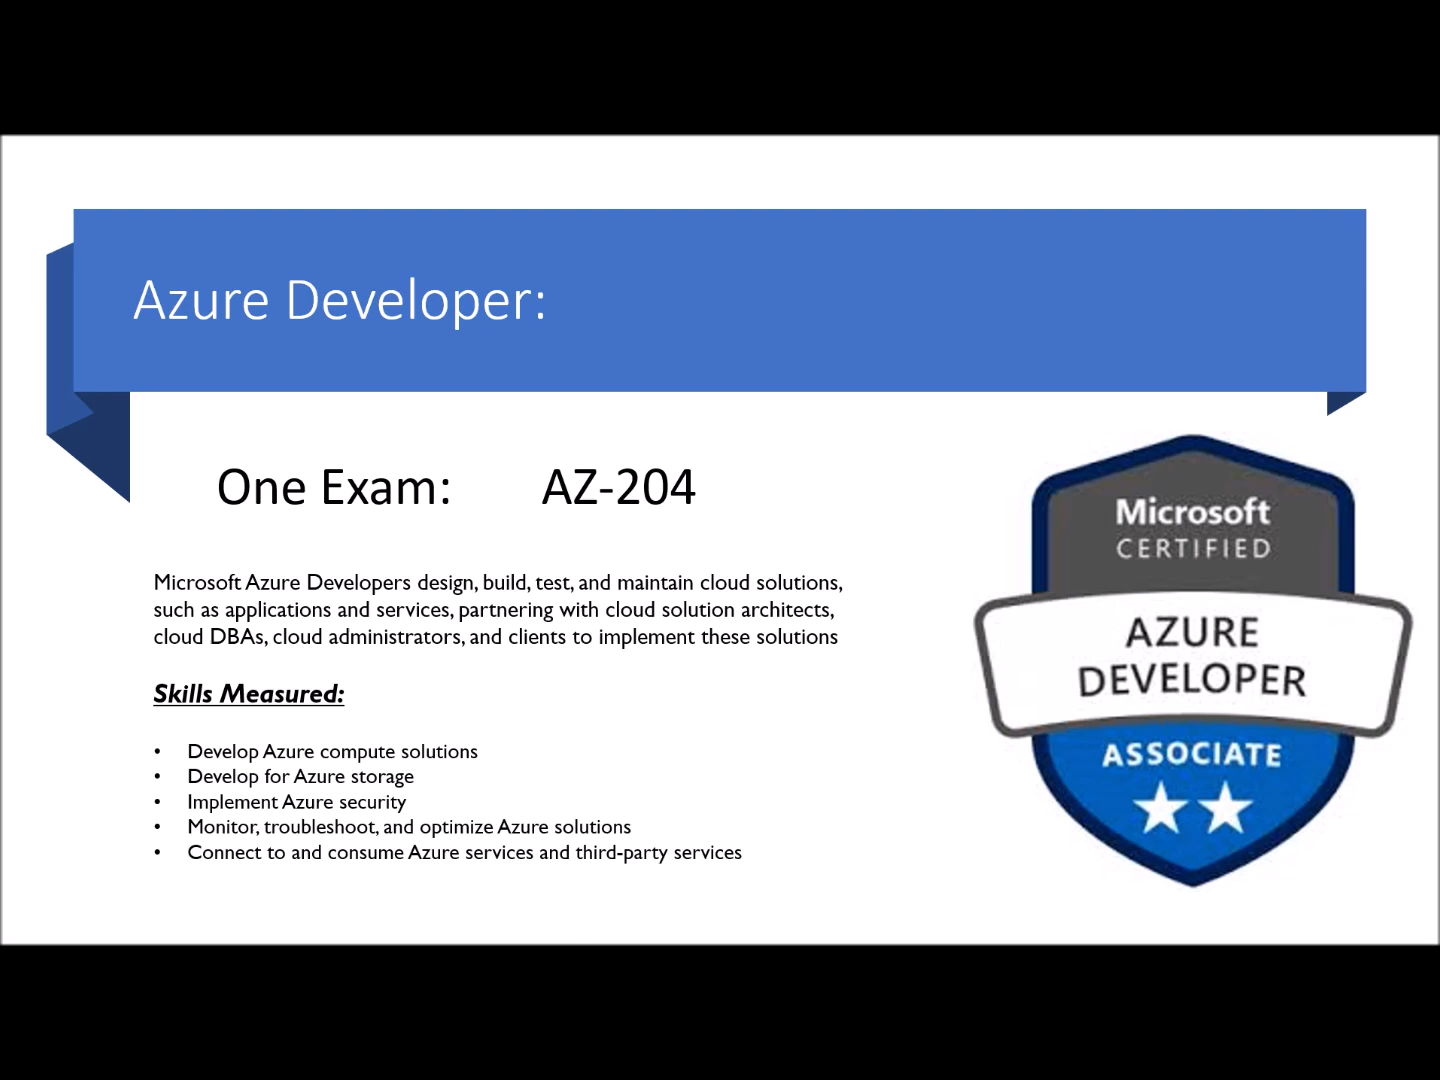 Azure Developer:
One Exam: AZ-204
Microsoft Azure Developers design, build, test, and maintain cloud solutions,
such as applications and services, partnering with cloud solution architects,
cloud DBAs, cloud administrators, and clients to implement these solutions
Skills Measured:
• Develop Azure compute solutions
• Develop for Azure storage
• Implement Azure security
• Monitor, troubleshoot, and optimize Azure solutions
• Connect to and consume Azure services and third-party services
Microsoft
CERTIFIED
AZURE
DEVELOPER
ASSOCIATE